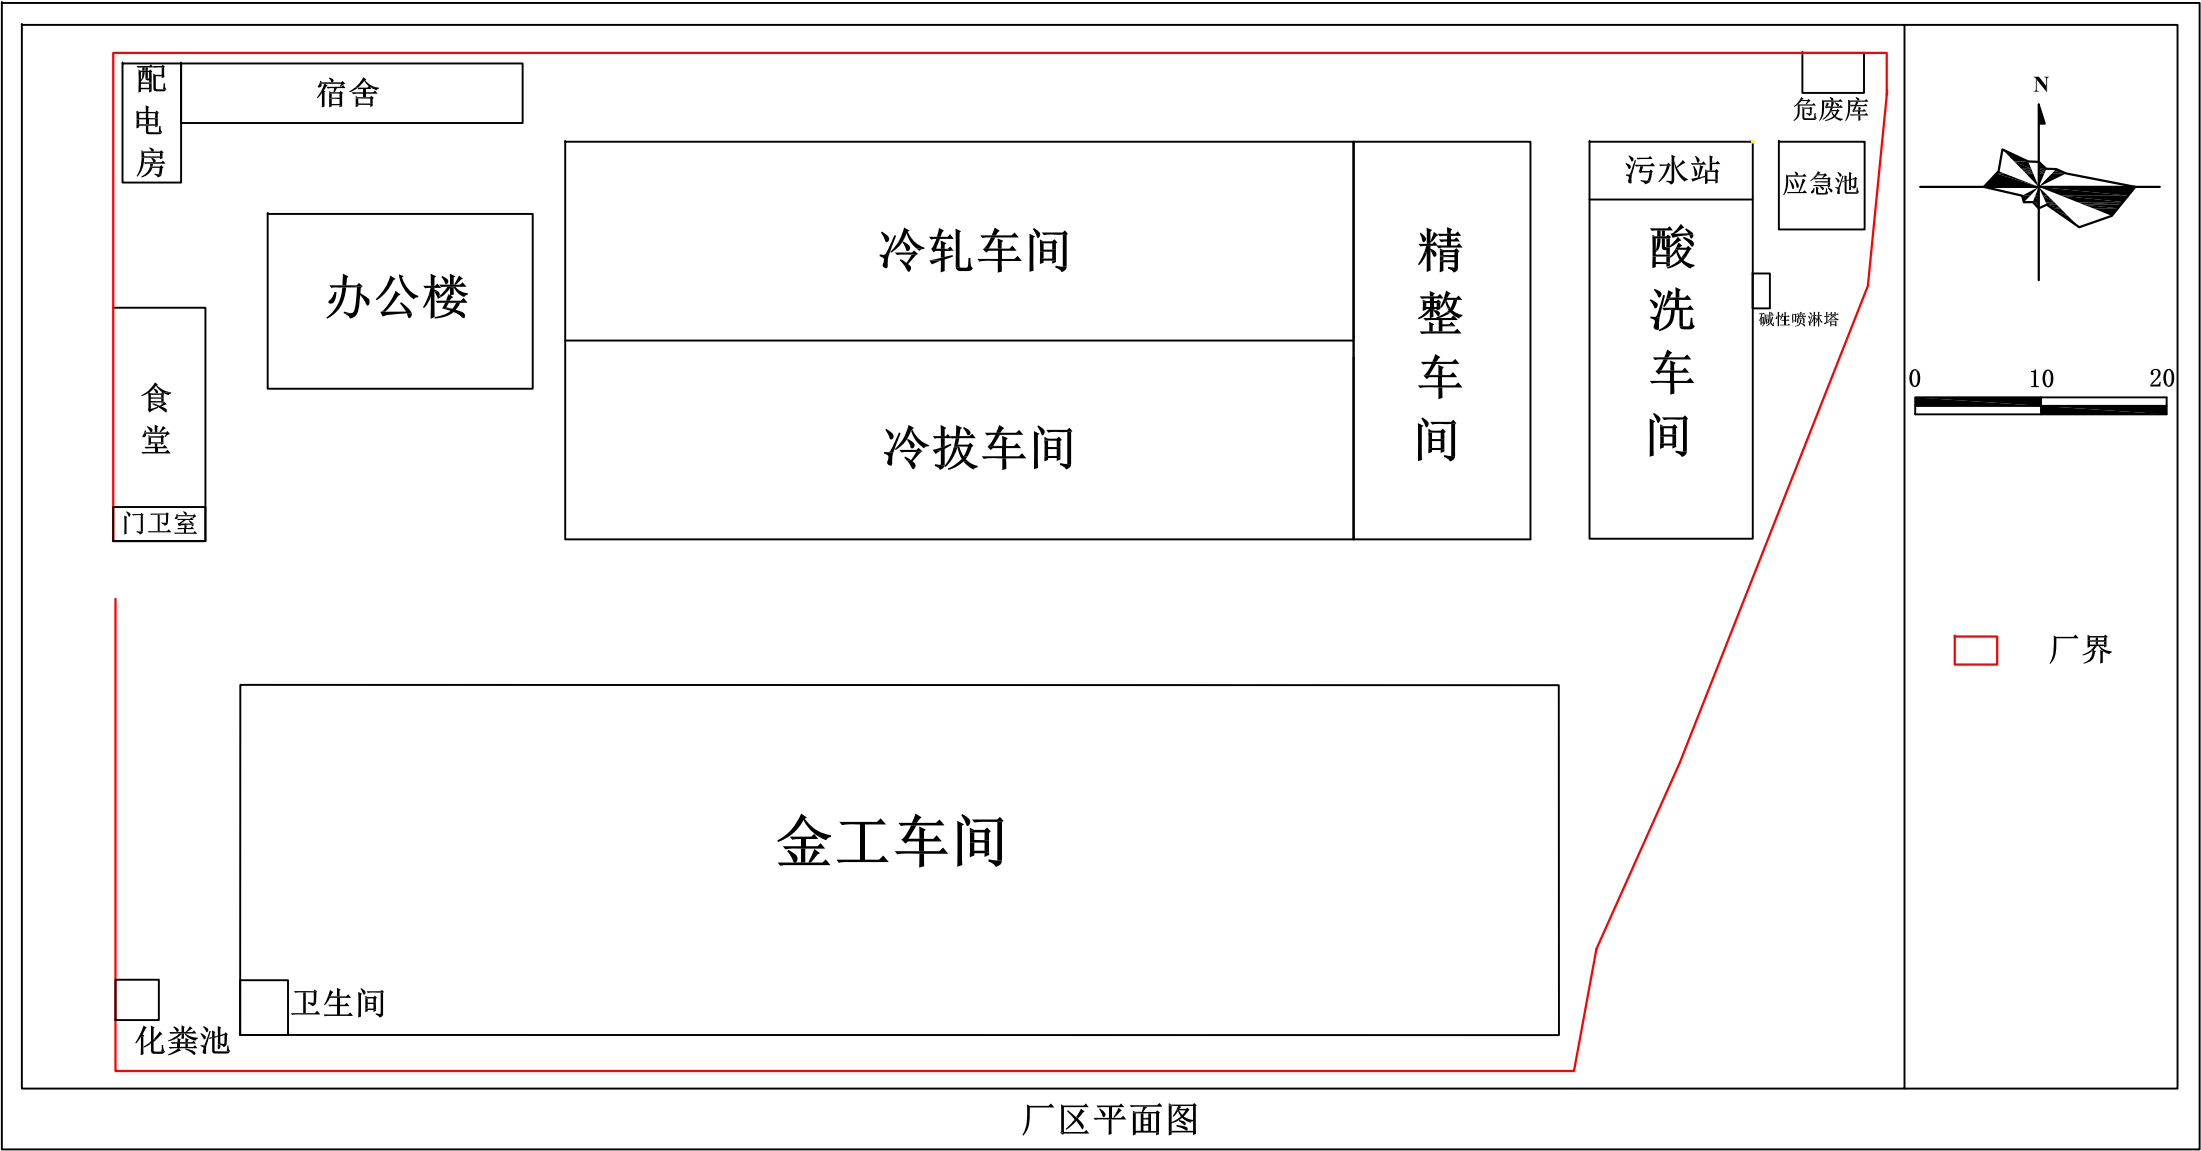 配电房
宿舍
危废库
污水站
应急池
办公楼
冷轧车间
精整车间
酸洗车间
碱性喷淋塔
食堂
冷拔车间
门卫室
金工车间
卫生间
化粪池
N
0 10 20
厂界
厂区平面图